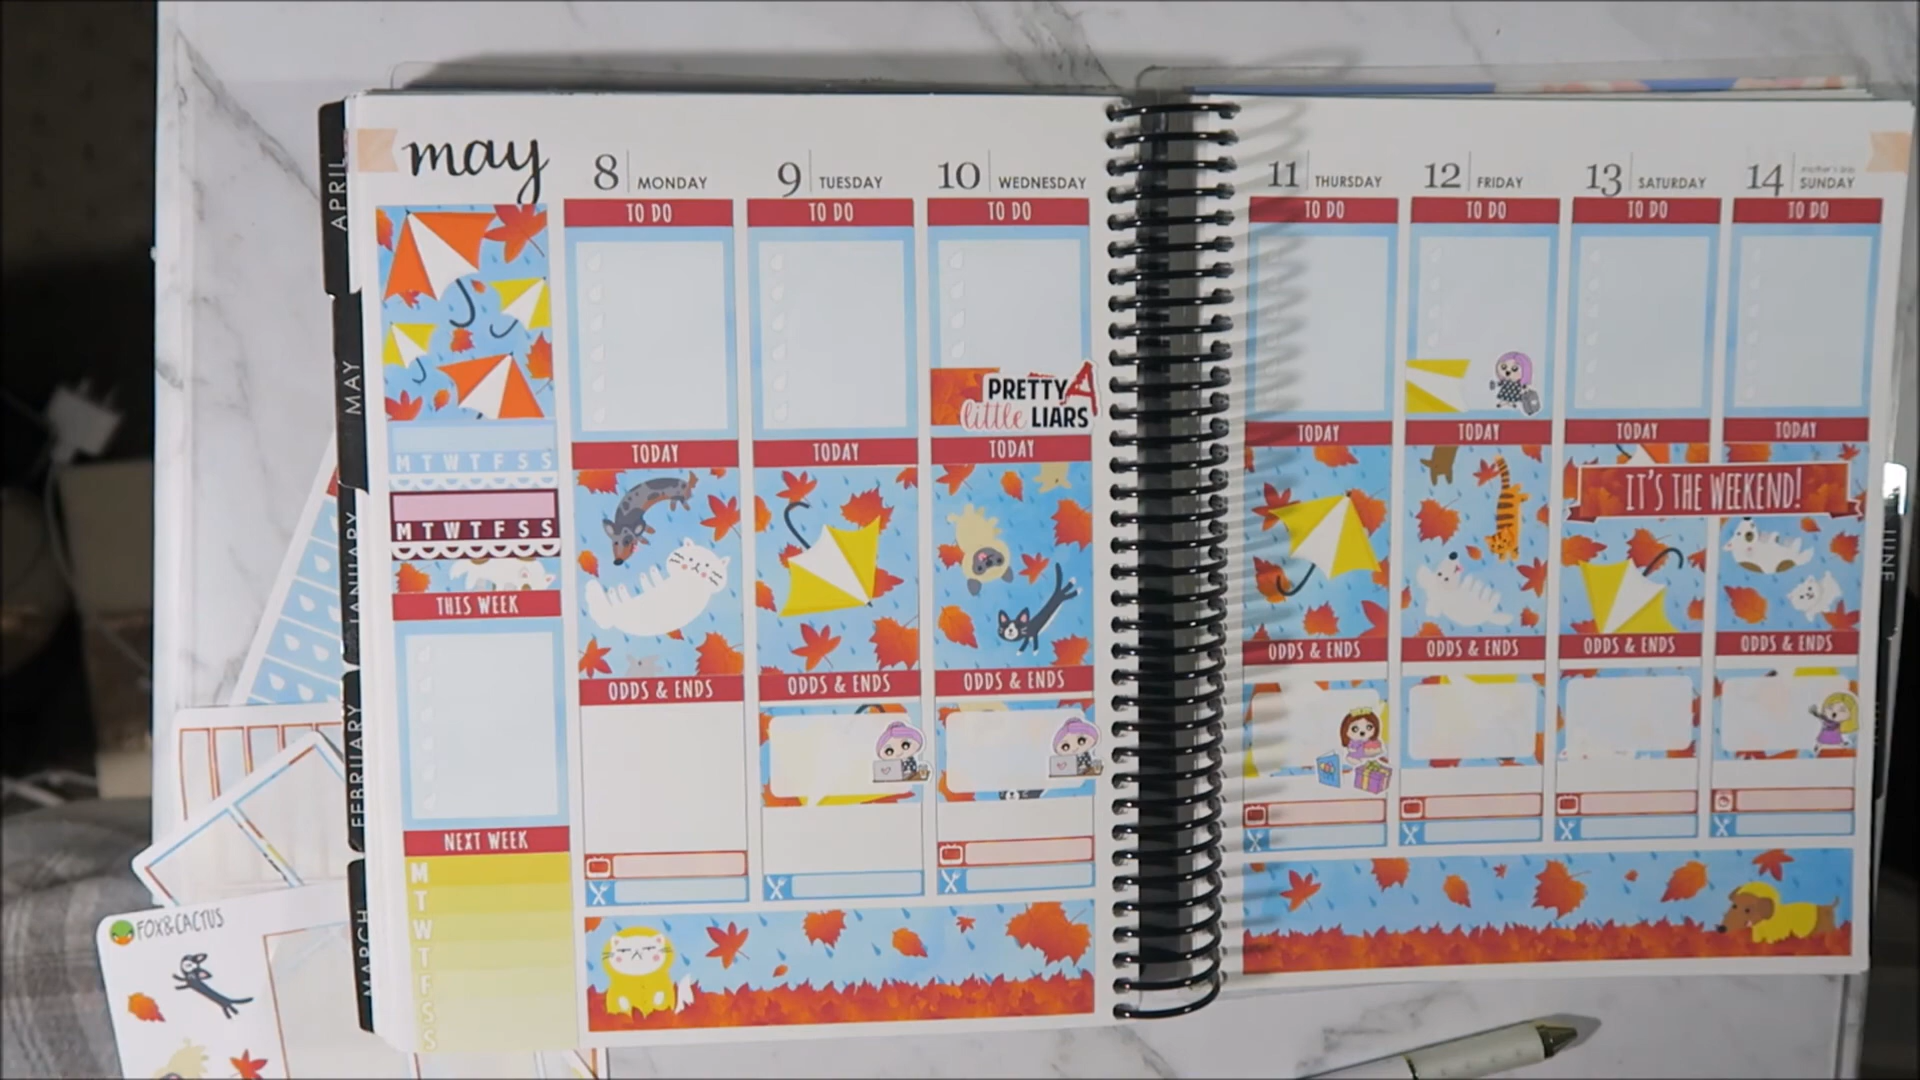 may
8 MONDAY
9 TUESDAY
10 WEDNESDAY
11 THURSDAY
12 FRIDAY
13 SATURDAY
14 mother's day SUNDAY
TO DO
TO DO
TO DO
TO DO
TO DO
TO DO
TO DO
PRETTY A
little LIARS
TODAY
TODAY
TODAY
TODAY
TODAY
TODAY
TODAY
IT'S THE WEEKEND!
M T W T F S S
M T W T F S S
THIS WEEK
ODDS & ENDS
ODDS & ENDS
ODDS & ENDS
ODDS & ENDS
ODDS & ENDS
ODDS & ENDS
ODDS & ENDS
NEXT WEEK
M
T
W
T
F
S
S
APRIL
MAY
JANUARY
FEBRUARY
MARCH
JUNE
FOX&CACTUS